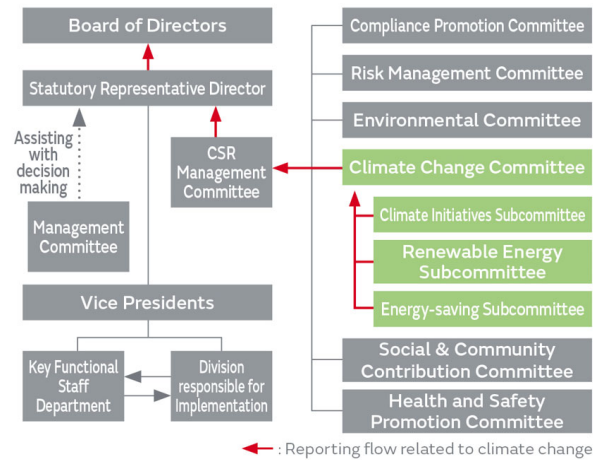 Board of Directors
Statutory Representative Director
Assisting
with
decision
making
CSR
Management
Committee
Management
Committee
Vice Presidents
Key Functional
Staff
Department
Division
responsible for
Implementation
Compliance Promotion Committee
Risk Management Committee
Environmental Committee
Climate Change Committee
Climate Initiatives Subcommittee
Renewable Energy
Subcommittee
Energy-saving Subcommittee
Social & Community
Contribution Committee
Health and Safety
Promotion Committee
: Reporting flow related to climate change